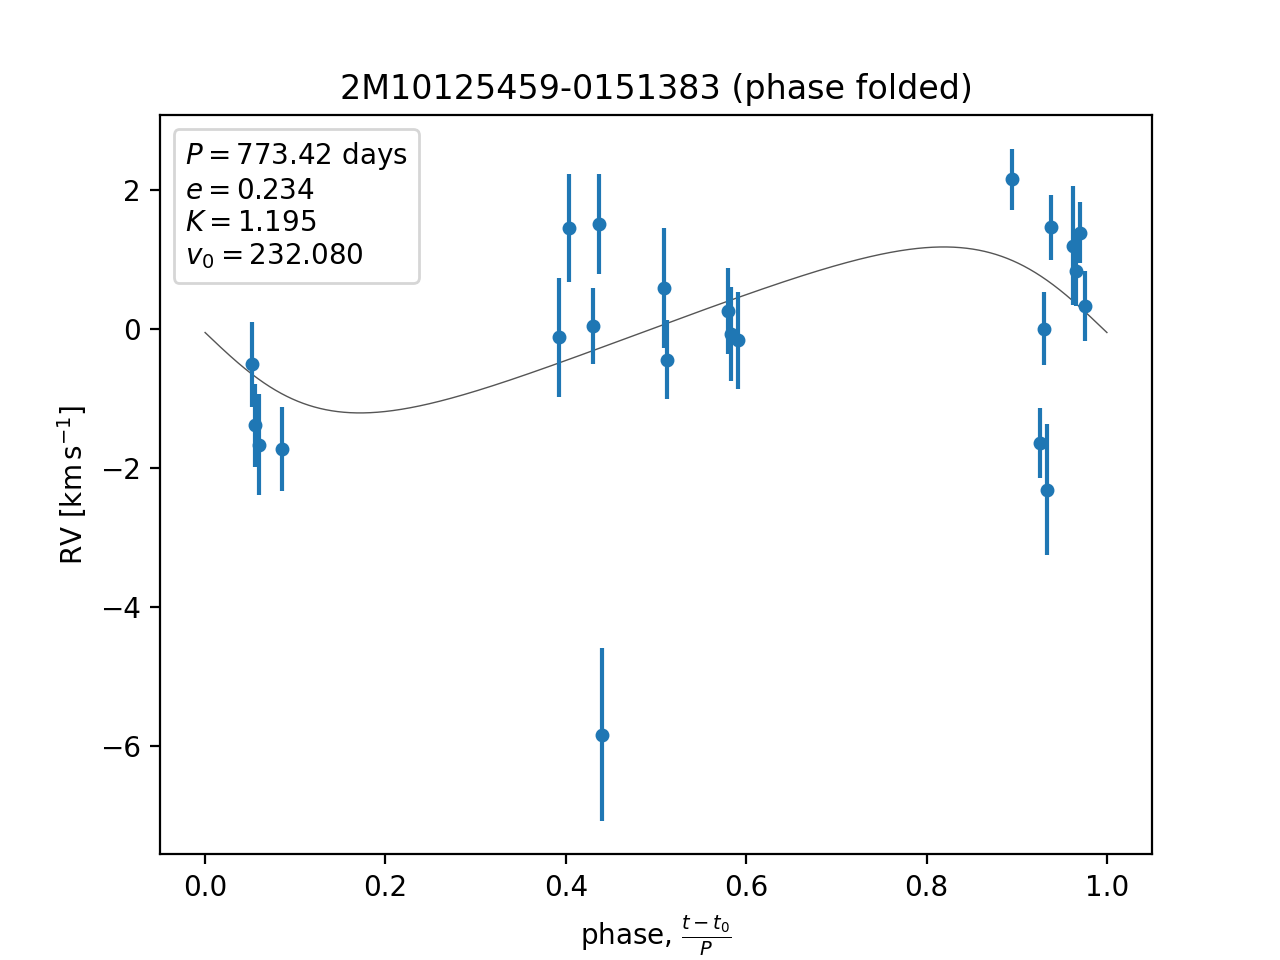 2M10125459-0151383 (phase folded)
P = 773.42 days
e = 0.234
K = 1.195
v₀ = 232.080
2
0
−2
−4
−6
RV [km s⁻¹]
0.0 0.2 0.4 0.6 0.8 1.0
phase, (t − t₀)/P